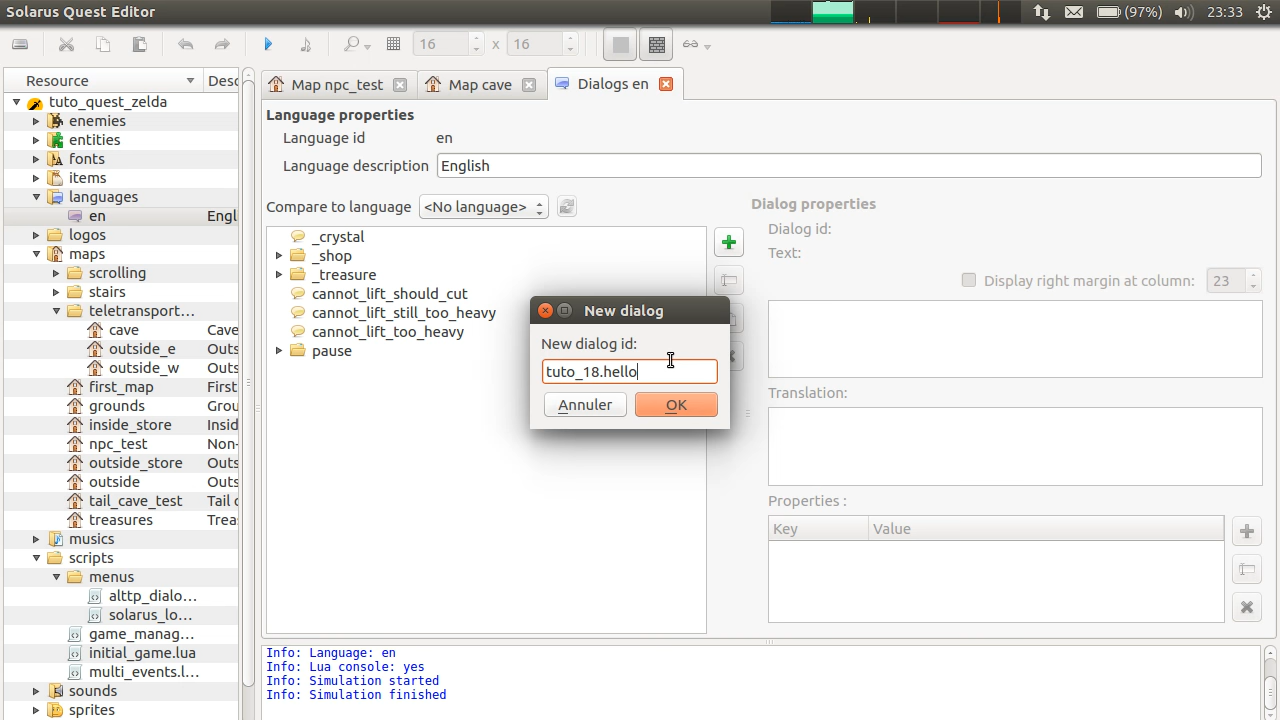 Solarus Quest Editor
(97%)
23:33
16
x
16
Resource
Desc
tuto_quest_zelda
enemies
entities
fonts
items
languages
en
Engl
logos
maps
scrolling
stairs
teletransport...
cave
Cave
outside_e
Outs
outside_w
Outs
first_map
First
grounds
Grou
inside_store
Insid
npc_test
Non-
outside_store
Outs
outside
Outs
tail_cave_test
Tail c
treasures
Trea
musics
scripts
menus
alttp_dialo...
solarus_lo...
game_manag...
initial_game.lua
multi_events.l...
sounds
sprites
Map npc_test
Map cave
Dialogs en
Language properties
Language id
en
Language description
English
Compare to language
<No language>
_crystal
_shop
_treasure
cannot_lift_should_cut
cannot_lift_still_too_heavy
cannot_lift_too_heavy
pause
New dialog
New dialog id:
tuto_18.hello
Annuler
OK
Dialog properties
Dialog id:
Text:
Display right margin at column:
23
Translation:
Properties :
Key
Value
Info: Language: en
Info: Lua console: yes
Info: Simulation started
Info: Simulation finished